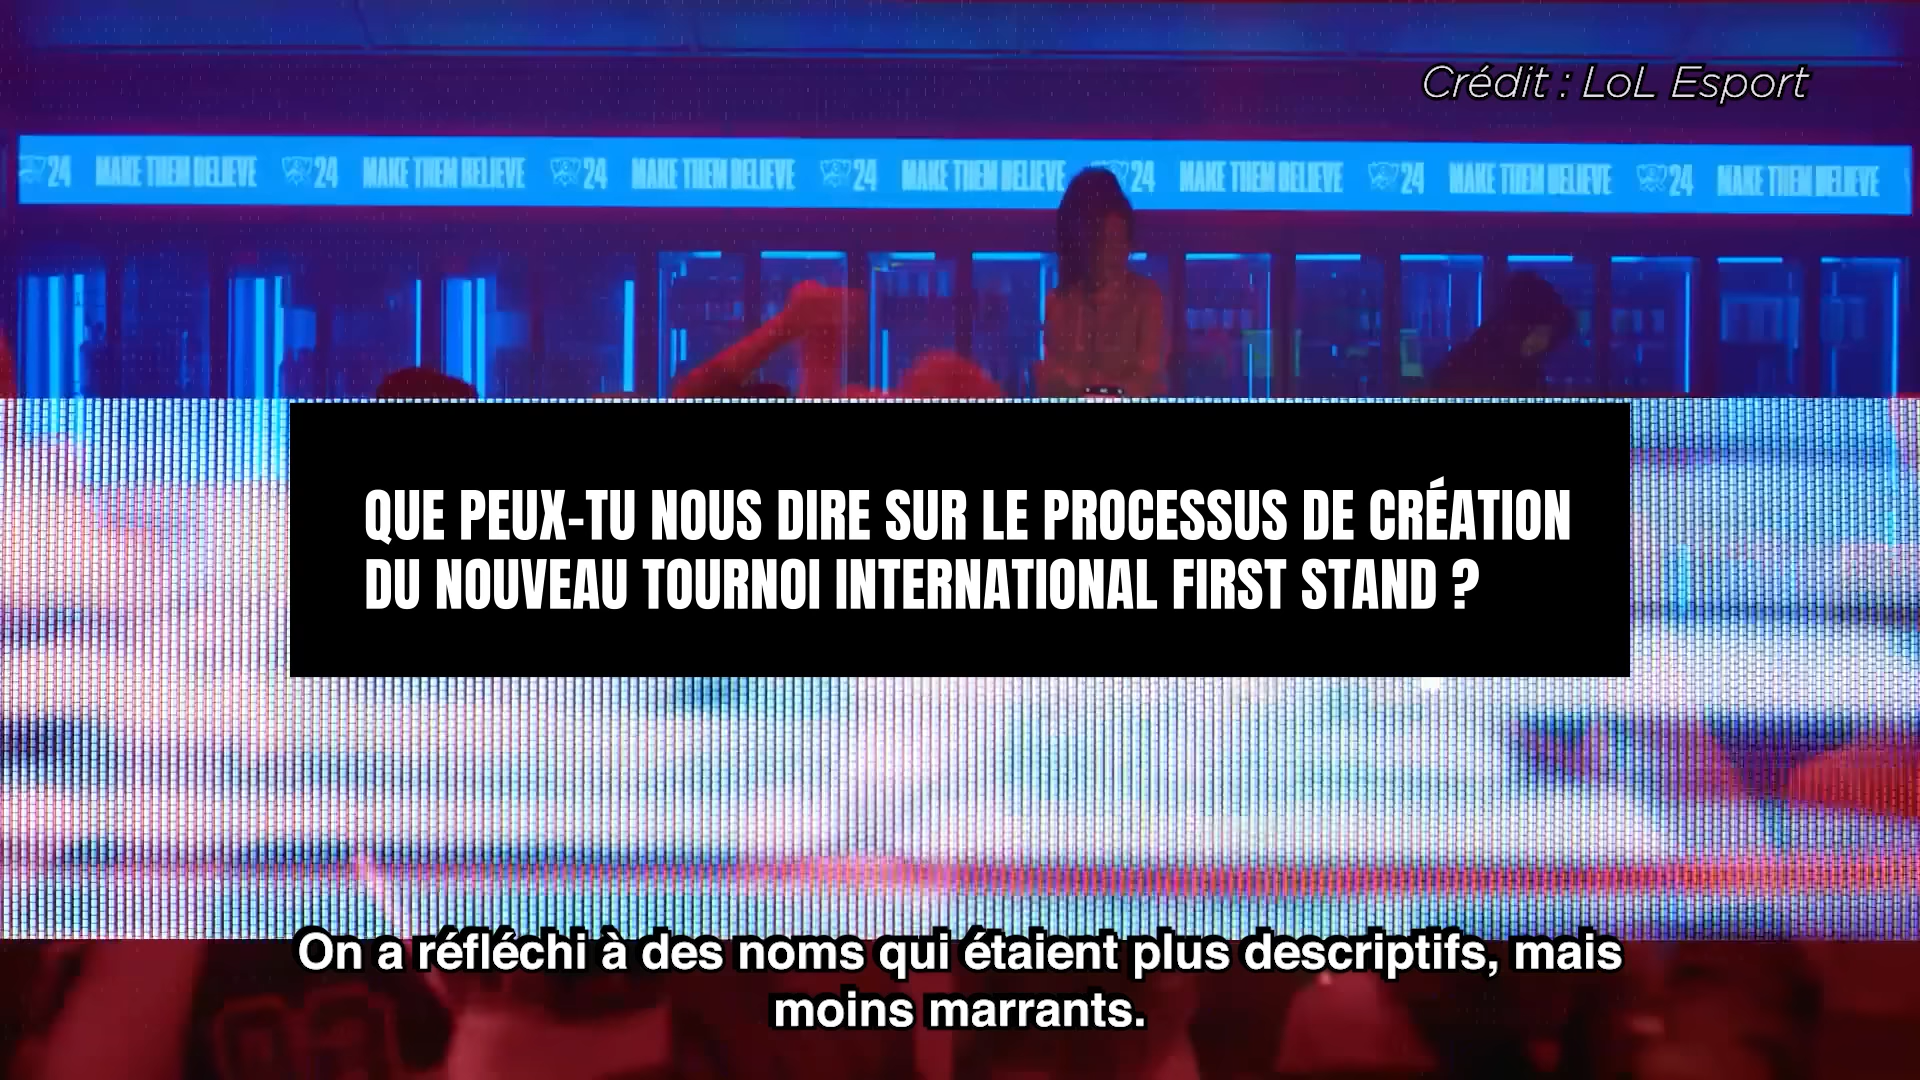 Crédit : LoL Esport
24 MAKE THEM BELIEVE 24 MAKE THEM BELIEVE 24 MAKE THEM BELIEVE 24 MAKE THEM BELIEVE 24 MAKE THEM BELIEVE 24 MAKE THEM BELIEVE 24 MAKE THEM BELIEVE
QUE PEUX-TU NOUS DIRE SUR LE PROCESSUS DE CRÉATION
DU NOUVEAU TOURNOI INTERNATIONAL FIRST STAND ?
On a réfléchi à des noms qui étaient plus descriptifs, mais
moins marrants.